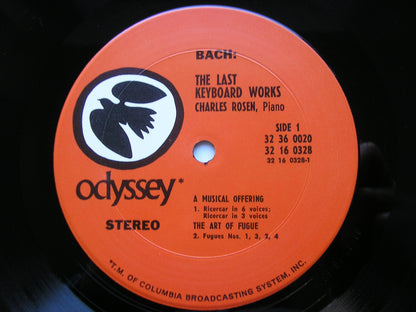 BACH:
THE LAST
KEYBOARD WORKS
CHARLES ROSEN, Piano
SIDE 1
32 36 0020
32 16 0328
32 16 0328-1
odyssey*
STEREO
A MUSICAL OFFERING
1. Ricercar in 6 voices;
Ricercar in 3 voices
THE ART OF FUGUE
2. Fugues Nos. 1, 3, 2, 4
*T.M. OF COLUMBIA BROADCASTING SYSTEM, INC.